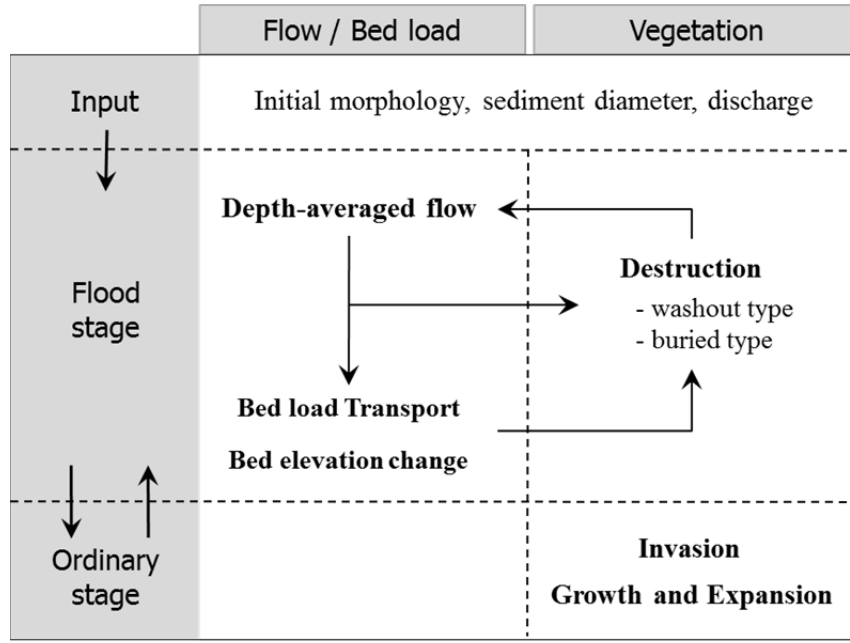 Flow / Bed load
Vegetation
Input
Initial morphology, sediment diameter, discharge
Flood
stage
Depth-averaged flow
Destruction
- washout type
- buried type
Bed load Transport
Bed elevation change
Ordinary
stage
Invasion
Growth and Expansion